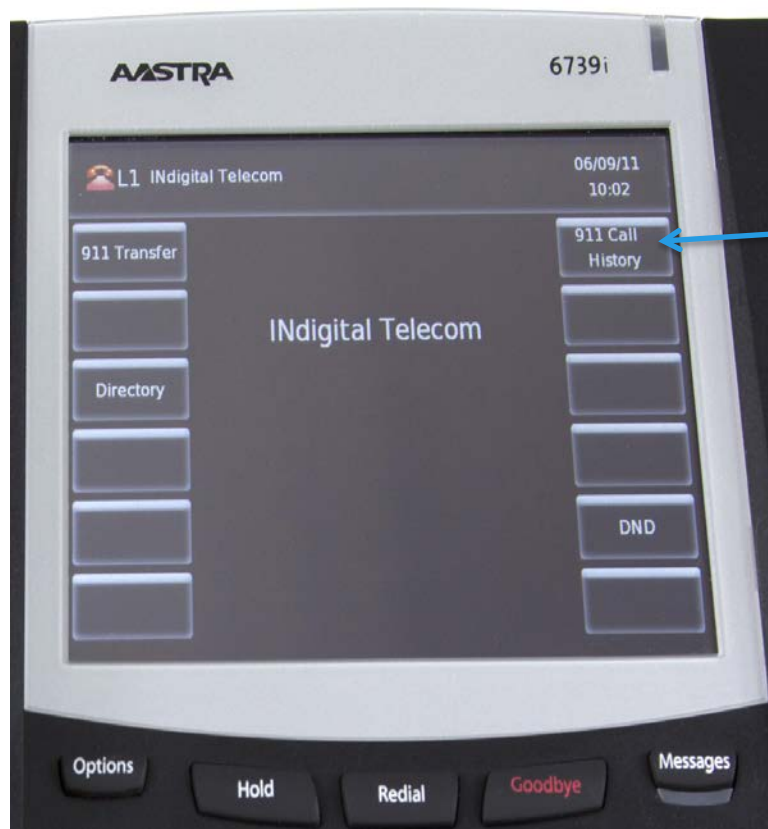 AASTRA
6739i
L1 INdigital Telecom
06/09/11
10:02
911 Transfer
911 Call
History
INdigital Telecom
Directory
DND
Options
Hold
Redial
Goodbye
Messages